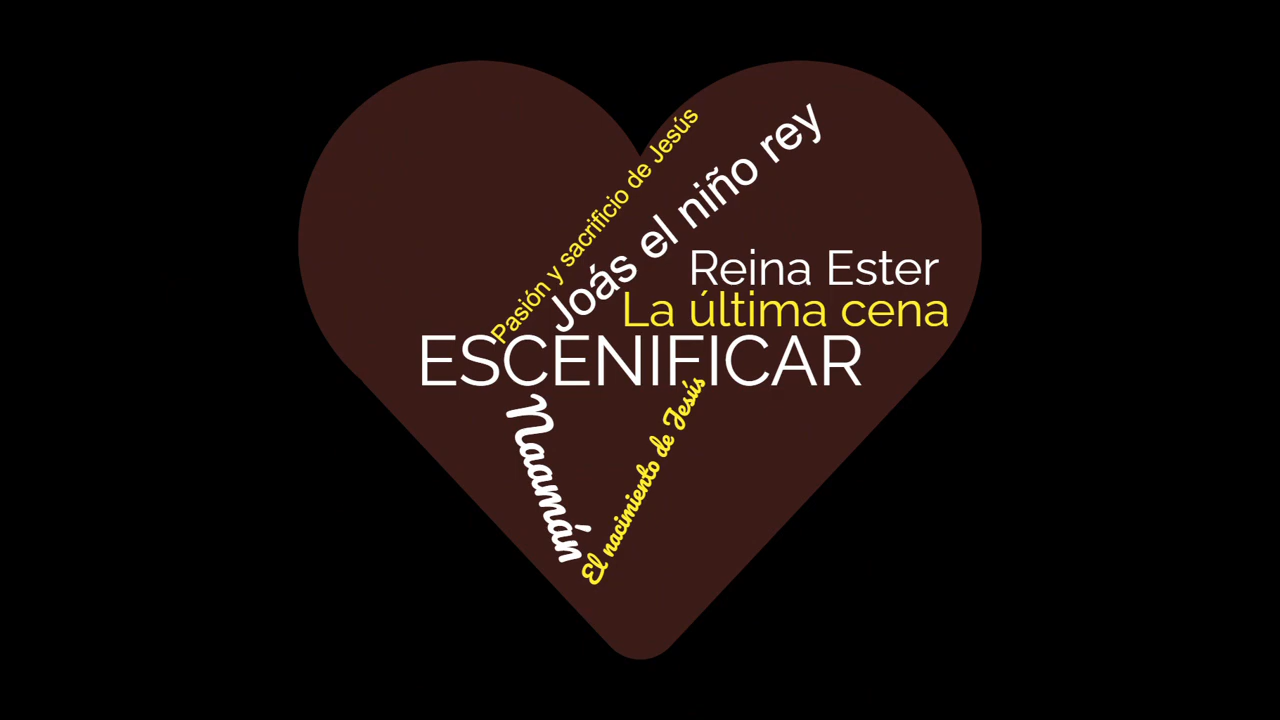 Pasión y sacrificio de Jesús
Joás el niño rey
Reina Ester
La última cena
ESCENIFICAR
Naamán
El nacimiento de Jesús